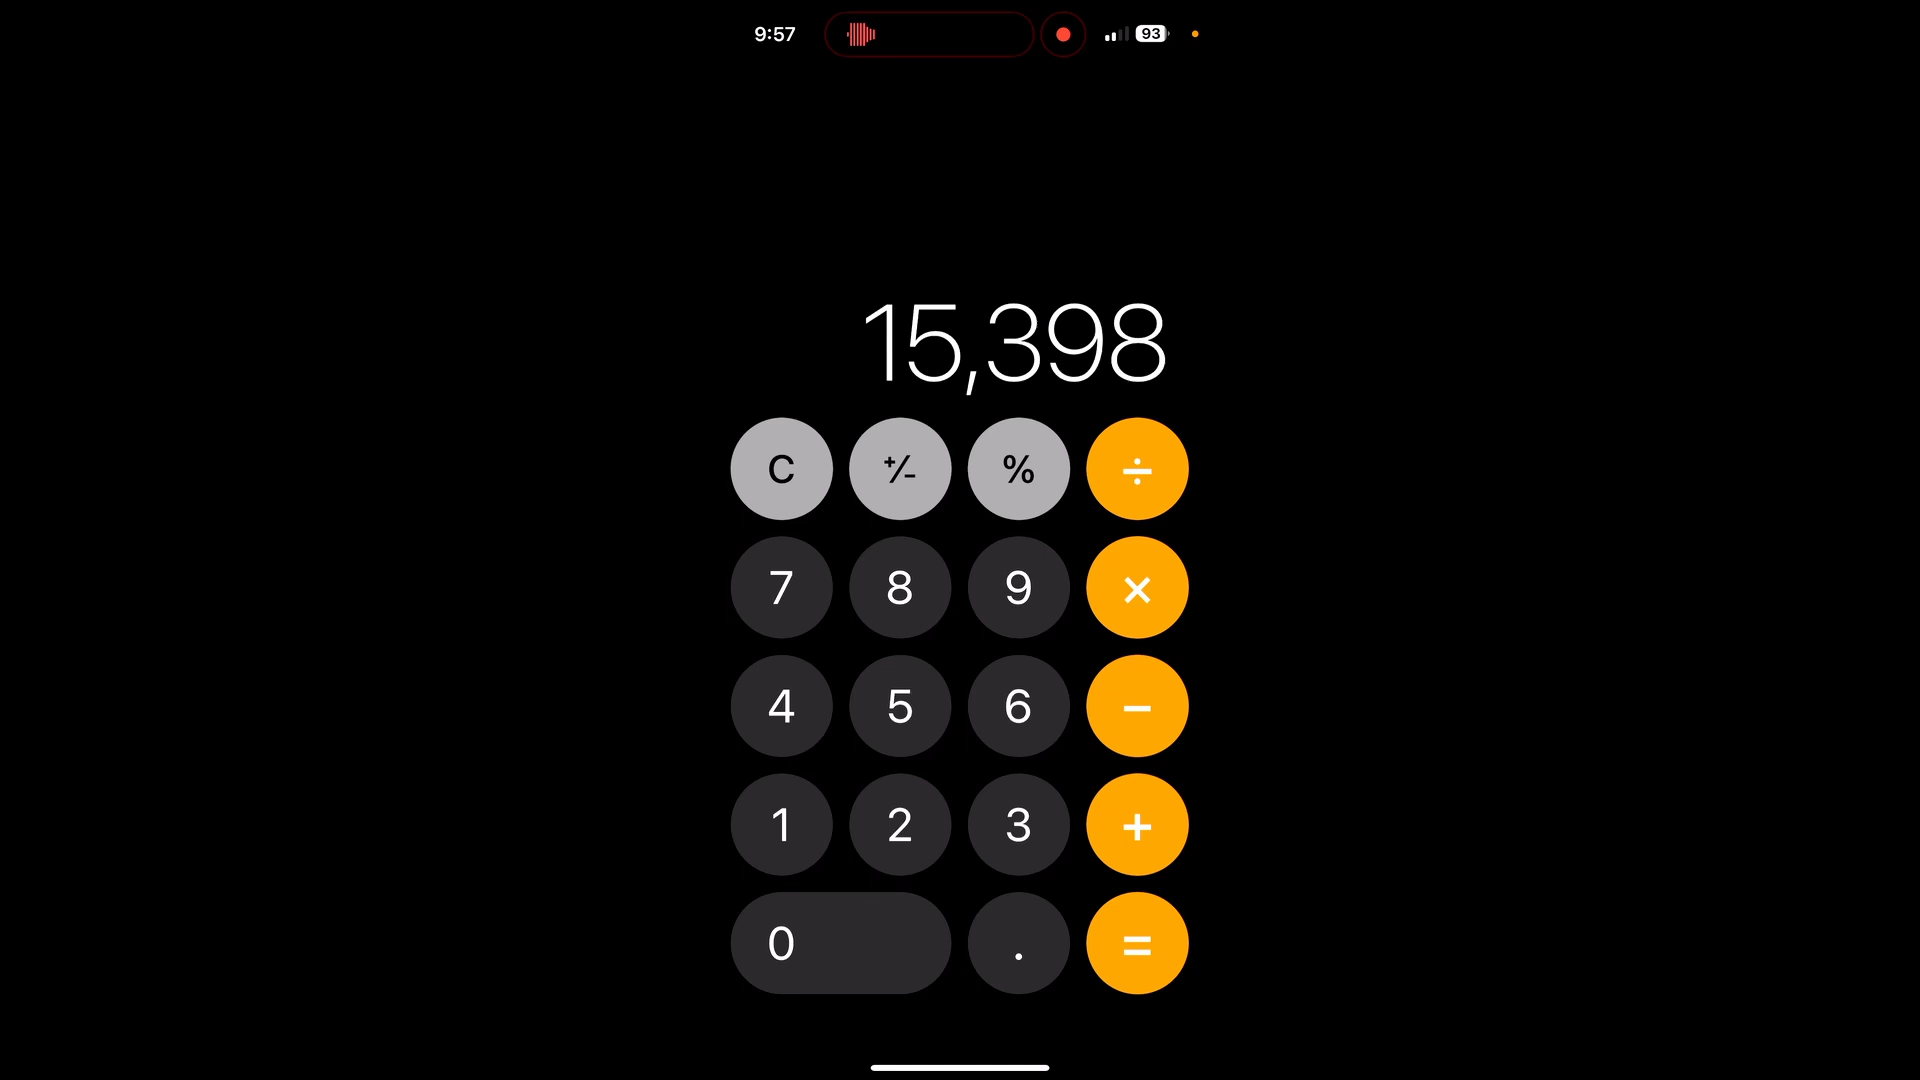 9:57 93
15,398
C +/- % ÷
7 8 9 ×
4 5 6 −
1 2 3 +
0 . =